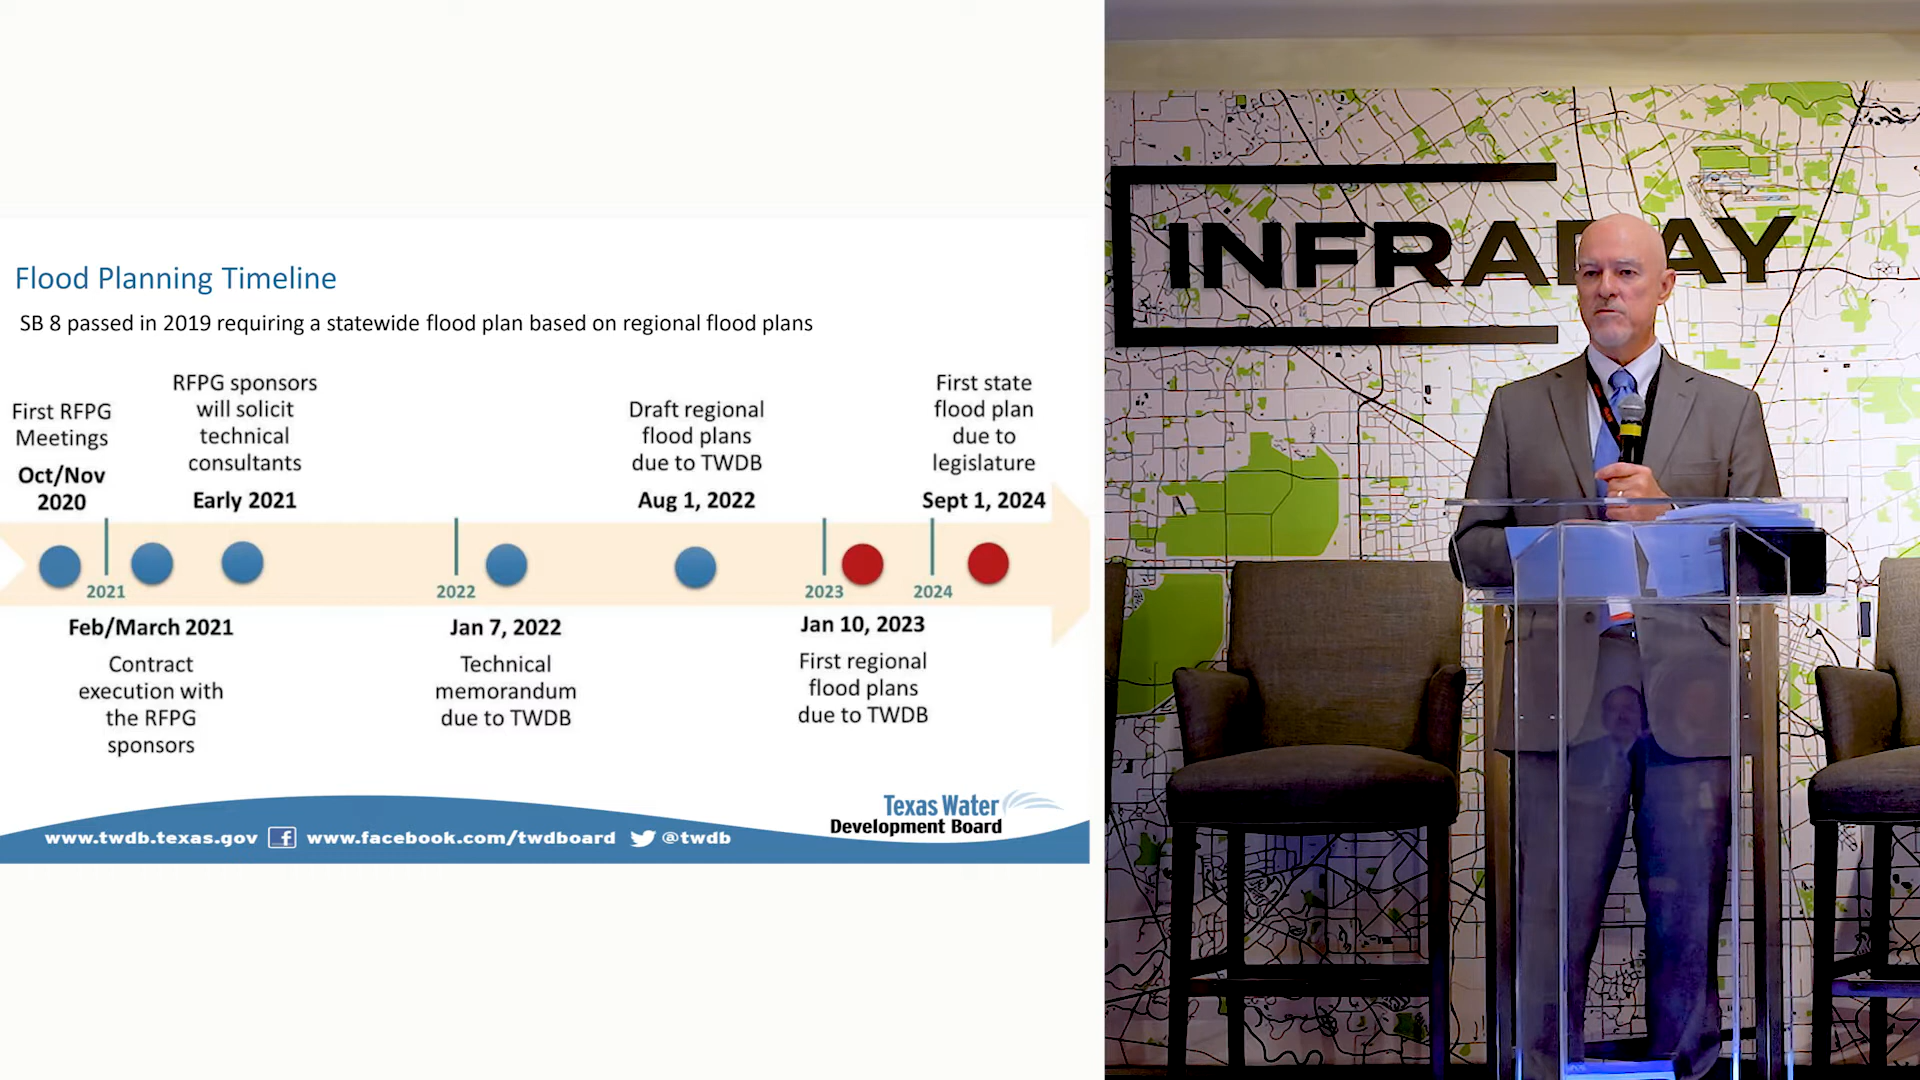 Flood Planning Timeline
SB 8 passed in 2019 requiring a statewide flood plan based on regional flood plans
First RFPG
Meetings
Oct/Nov
2020
RFPG sponsors
will solicit
technical
consultants
Early 2021
Draft regional
flood plans
due to TWDB
Aug 1, 2022
First state
flood plan
due to
legislature
Sept 1, 2024
2021
2022
2023
2024
Feb/March 2021
Contract
execution with
the RFPG
sponsors
Jan 7, 2022
Technical
memorandum
due to TWDB
Jan 10, 2023
First regional
flood plans
due to TWDB
Texas Water
Development Board
www.twdb.texas.gov f www.facebook.com/twdboard @twdb
INFRADAY